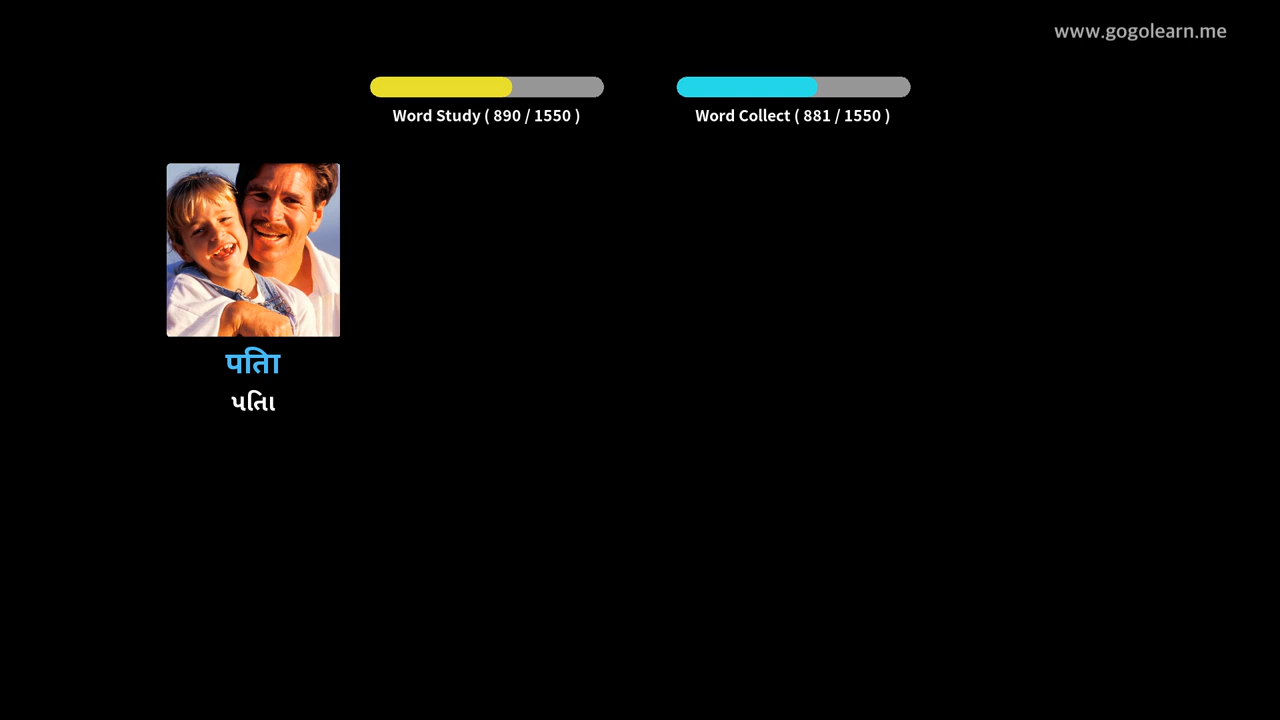 www.gogolearn.me
Word Study ( 890 / 1550 )
Word Collect ( 881 / 1550 )
पतिा
પતિા